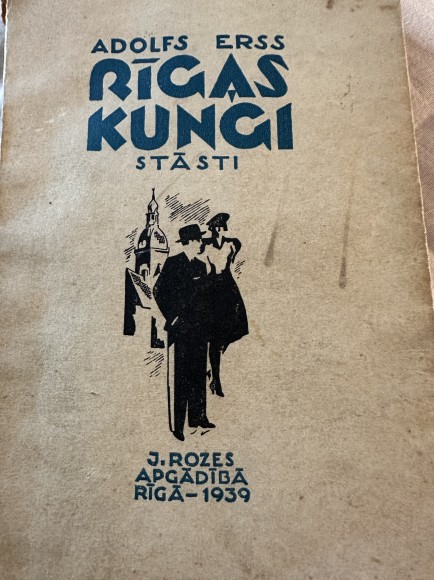 ADOLFS ERSS
RĪGAS
KUNGI
STĀSTI
J. ROZES
APGĀDĪBĀ
RĪGĀ-1939